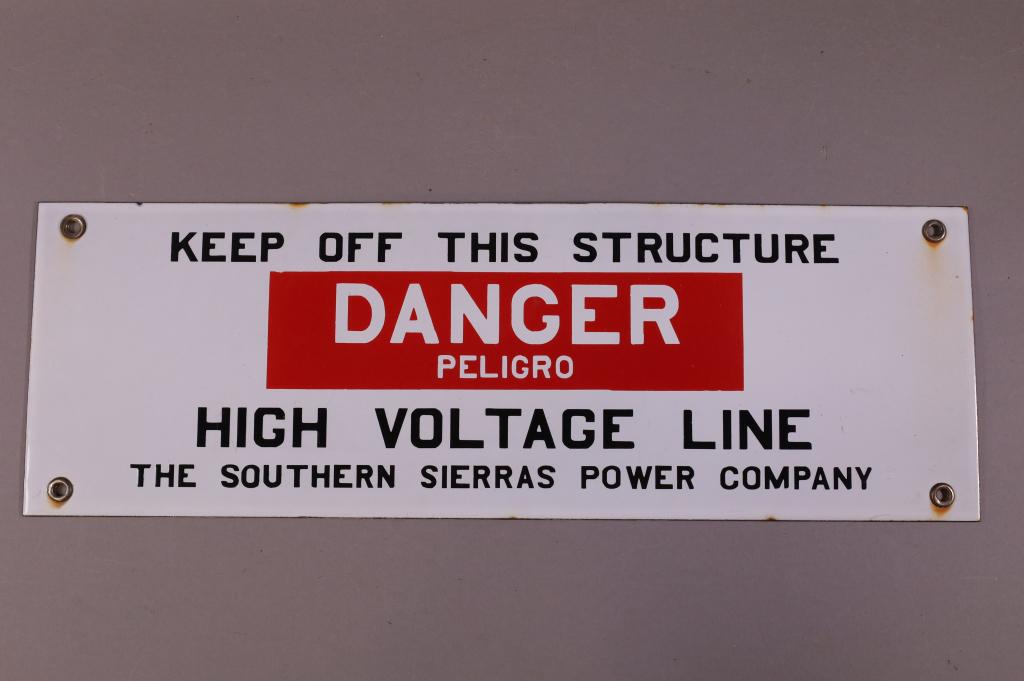 KEEP OFF THIS STRUCTURE
DANGER
PELIGRO
HIGH VOLTAGE LINE
THE SOUTHERN SIERRAS POWER COMPANY